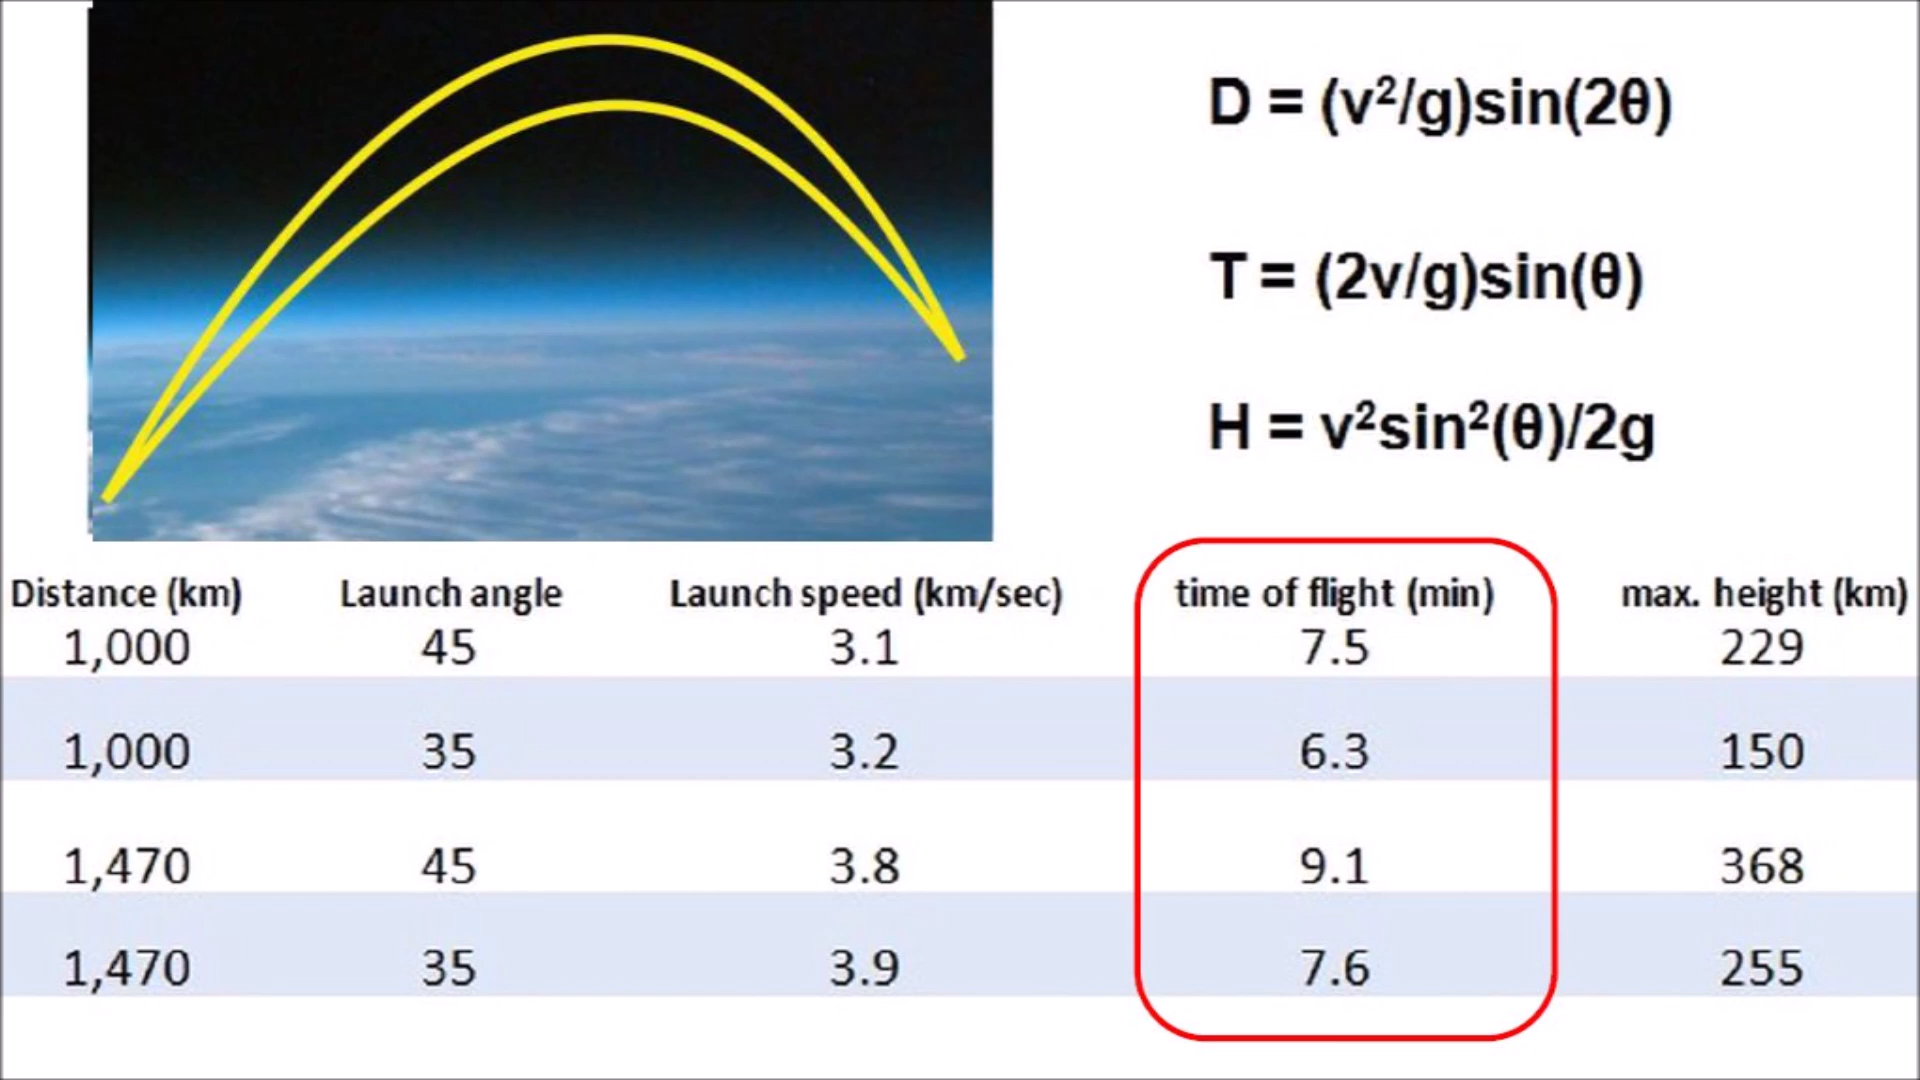 D = (v²/g)sin(2θ)
T = (2v/g)sin(θ)
H = v²sin²(θ)/2g
Distance (km) Launch angle Launch speed (km/sec) time of flight (min) max. height (km)
1,000 45 3.1 7.5 229
1,000 35 3.2 6.3 150
1,470 45 3.8 9.1 368
1,470 35 3.9 7.6 255